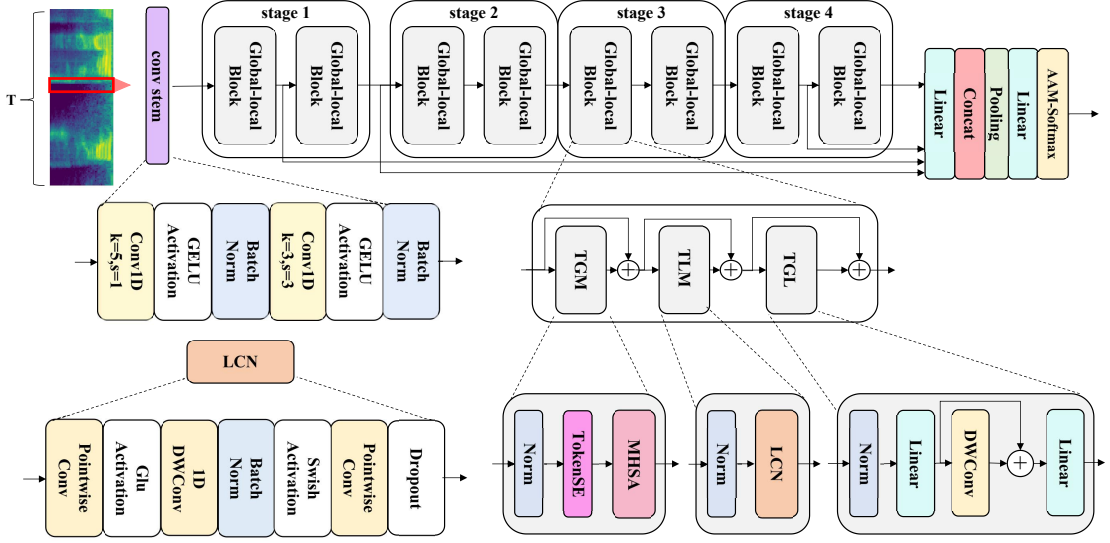 T
conv stem
stage 1
Global-local
Block
Global-local
Block
stage 2
Global-local
Block
Global-local
Block
stage 3
Global-local
Block
Global-local
Block
stage 4
Global-local
Block
Global-local
Block
Linear
Concat
Pooling
Linear
AAM-Softmax
Conv1D
k=5,s=1
GELU
Activation
Batch
Norm
Conv1D
k=3,s=3
GELU
Activation
Batch
Norm
TGM
TLM
TGL
LCN
Pointwise
Conv
Glu
Activation
1D
DWConv
Batch
Norm
Swish
Activation
Pointwise
Conv
Dropout
Norm
TokenSE
MHSA
Norm
LCN
Norm
Linear
DWConv
Linear